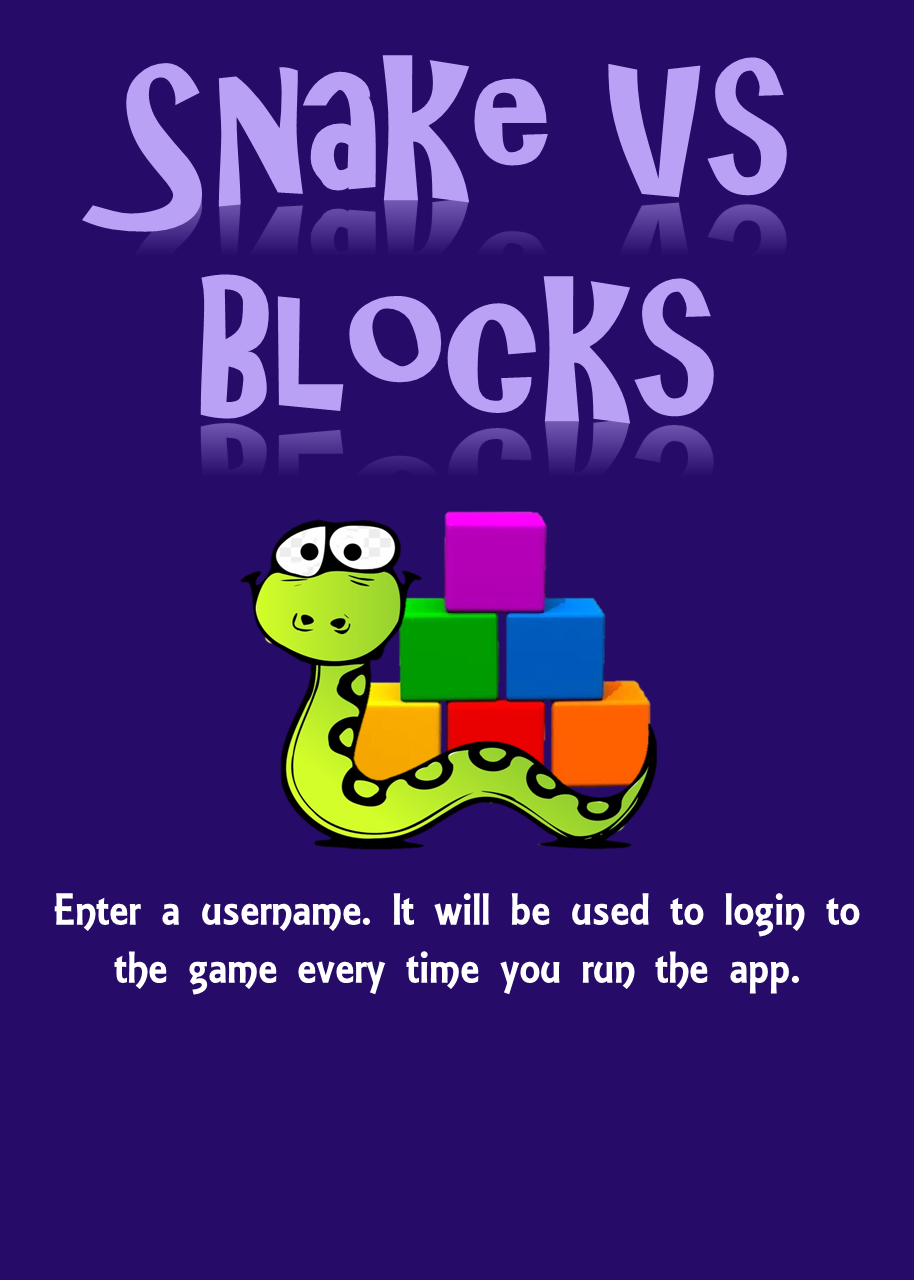 Snake vs
Blocks
Enter a username. It will be used to login to
the game every time you run the app.